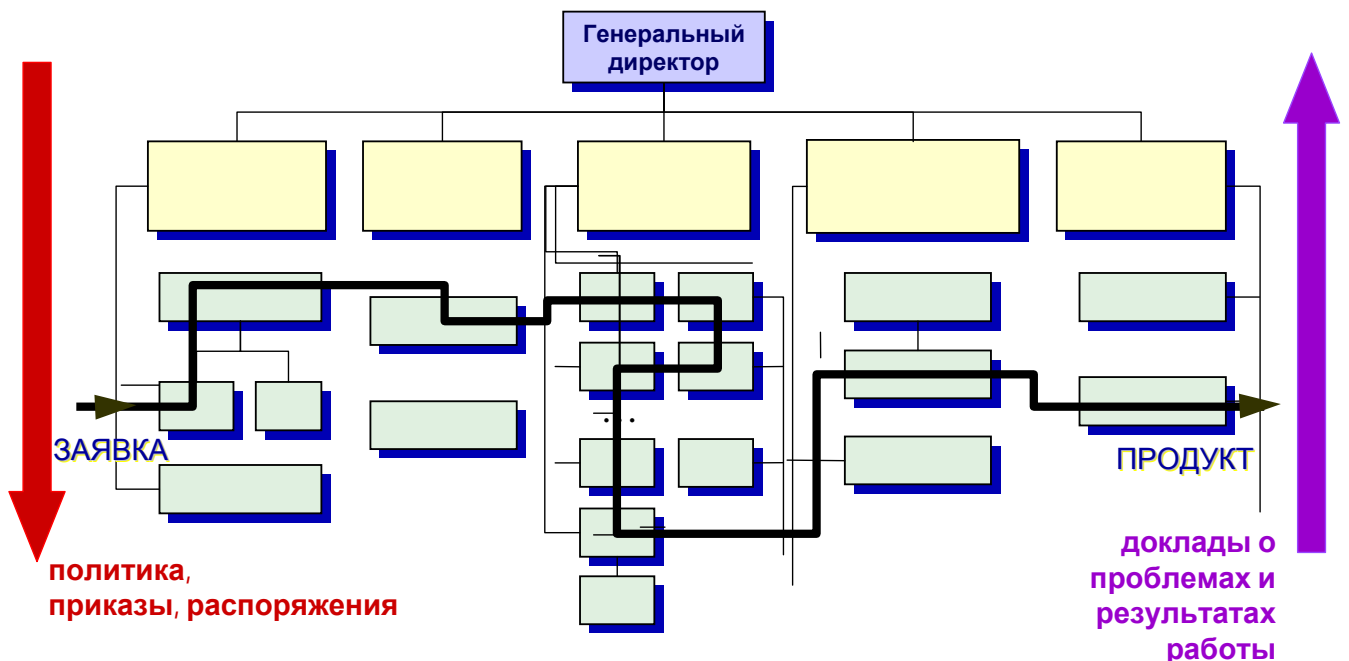 Генеральный
директор
ЗАЯВКА
. . .
ПРОДУКТ
политика,
приказы, распоряжения
доклады о
проблемах и
результатах
работы